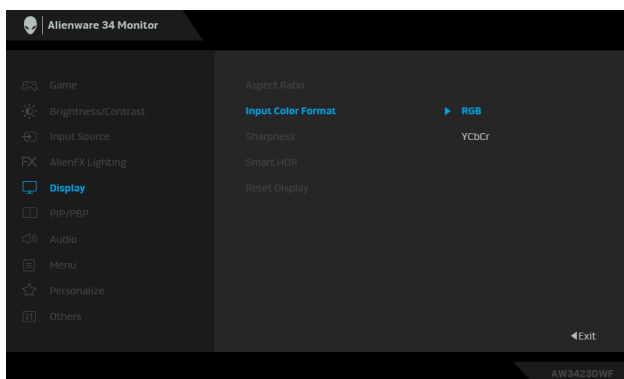 Alienware 34 Monitor
Game
Aspect Ratio
Brightness/Contrast
Input Color Format
RGB
Input Source
Sharpness
YCbCr
FX AlienFX Lighting
Smart HDR
Display
Reset Display
PIP/PBP
Audio
Menu
Personalize
Others
Exit
AW3423DWF